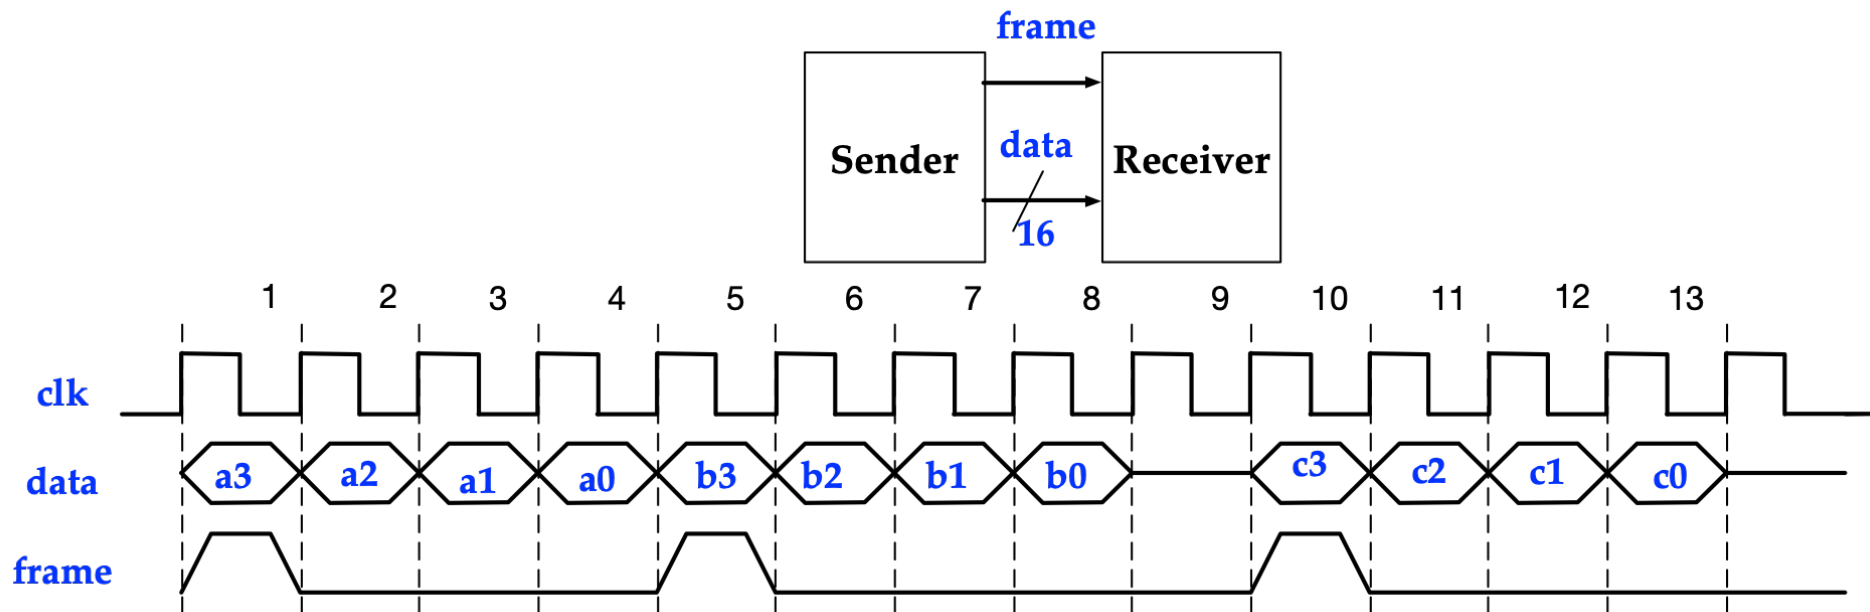 frame
data
Sender
Receiver
16
1 2 3 4 5 6 7 8 9 10 11 12 13
clk
data a3 a2 a1 a0 b3 b2 b1 b0 c3 c2 c1 c0
frame